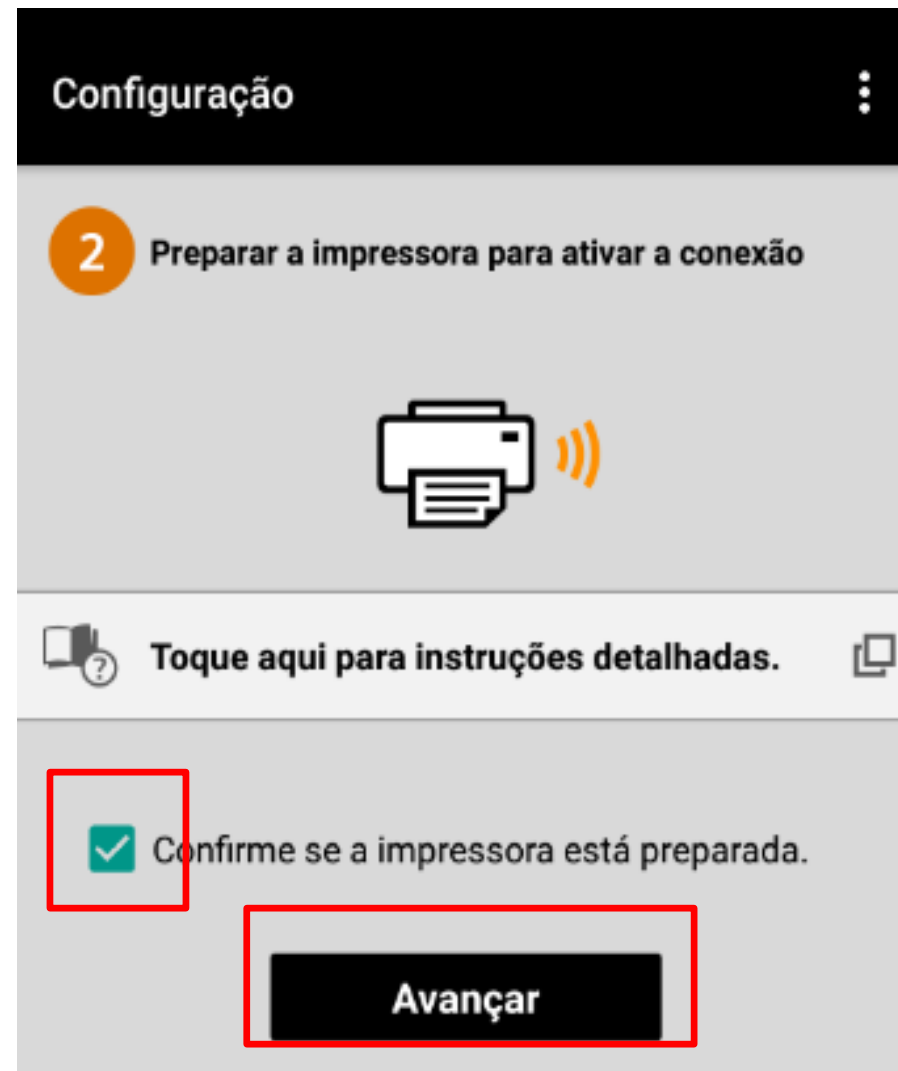 Configuração
2 Preparar a impressora para ativar a conexão
? Toque aqui para instruções detalhadas.
Confirme se a impressora está preparada.
Avançar